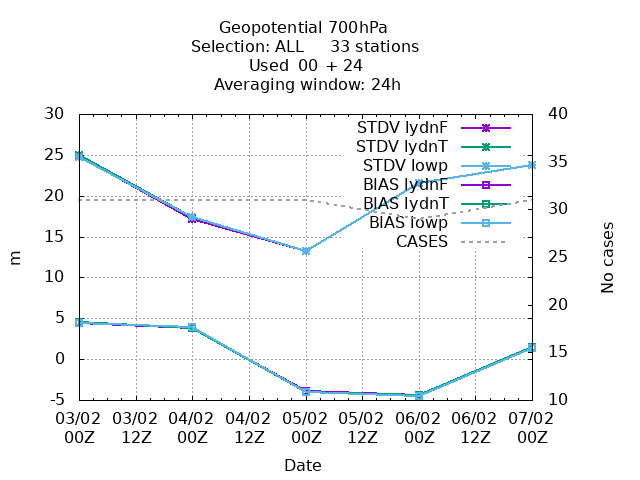 Geopotential 700hPa
Selection: ALL     33 stations
Used  00 + 24
Averaging window: 24h
30
25
20
15
10
5
0
-5
m
40
35
30
25
20
15
10
No cases
STDV lydnF
STDV lydnT
STDV lowp
BIAS lydnF
BIAS lydnT
BIAS lowp
CASES
03/02 03/02 04/02 04/02 05/02 05/02 06/02 06/02 07/02
00Z 12Z 00Z 12Z 00Z 12Z 00Z 12Z 00Z
Date